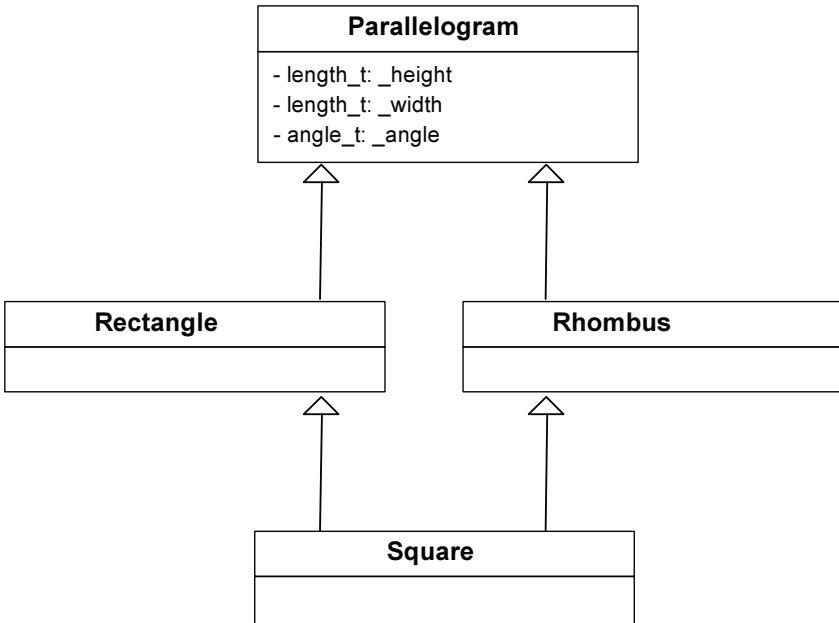 Parallelogram
- length_t: _height
- length_t: _width
- angle_t: _angle
Rectangle
Rhombus
Square